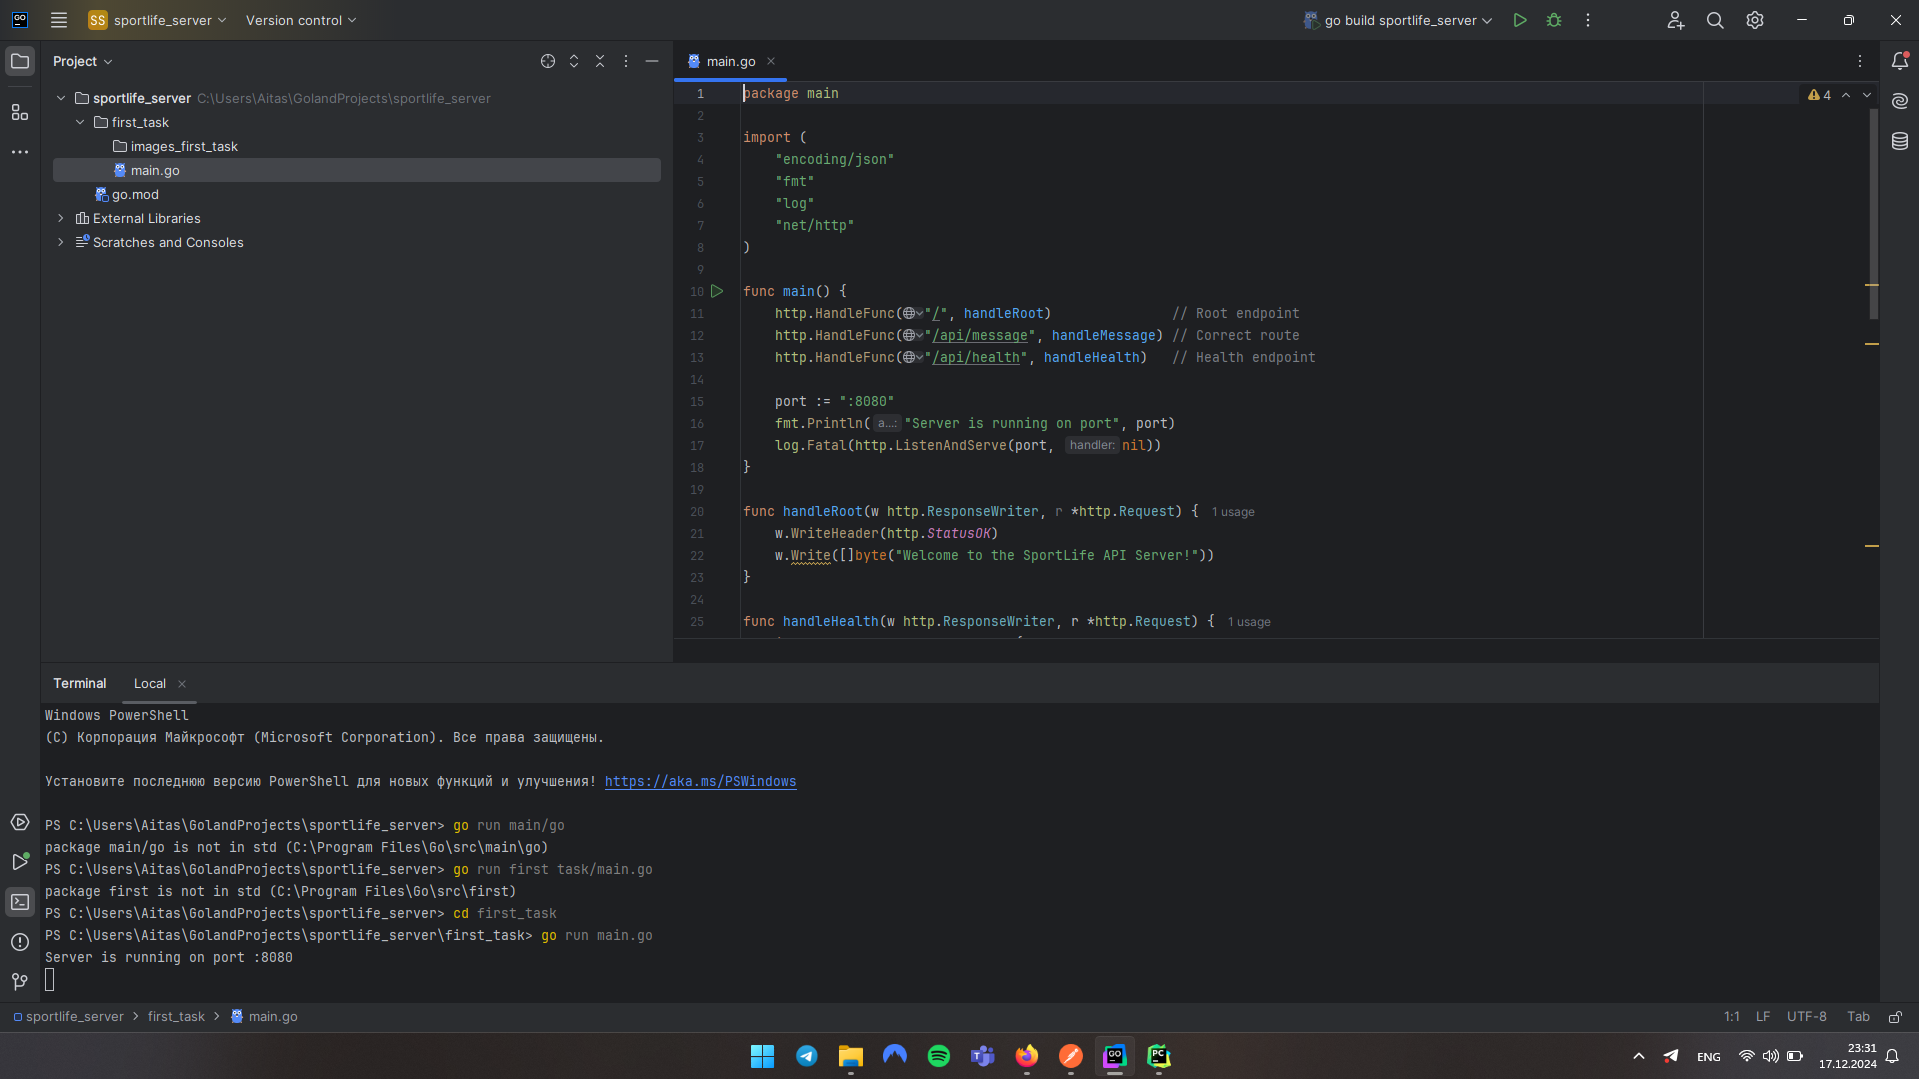 SS sportlife_server Version control go build sportlife_server
Project
sportlife_server C:\Users\Aitas\GolandProjects\sportlife_server
first_task
images_first_task
main.go
go.mod
External Libraries
Scratches and Consoles
main.go
4
1 package main
2
3 import (
4 "encoding/json"
5 "fmt"
6 "log"
7 "net/http"
8 )
9
10 func main() {
11 http.HandleFunc("/", handleRoot) // Root endpoint
12 http.HandleFunc("/api/message", handleMessage) // Correct route
13 http.HandleFunc("/api/health", handleHealth) // Health endpoint
14
15 port := ":8080"
16 fmt.Println(a...: "Server is running on port", port)
17 log.Fatal(http.ListenAndServe(port, handler: nil))
18 }
19
20 func handleRoot(w http.ResponseWriter, r *http.Request) { 1 usage
21 w.WriteHeader(http.StatusOK)
22 w.Write([]byte("Welcome to the SportLife API Server!"))
23 }
24
25 func handleHealth(w http.ResponseWriter, r *http.Request) { 1 usage
Terminal Local
Windows PowerShell
(C) Корпорация Майкрософт (Microsoft Corporation). Все права защищены.
Установите последнюю версию PowerShell для новых функций и улучшения! https://aka.ms/PSWindows
PS C:\Users\Aitas\GolandProjects\sportlife_server> go run main/go
package main/go is not in std (C:\Program Files\Go\src\main\go)
PS C:\Users\Aitas\GolandProjects\sportlife_server> go run first task/main.go
package first is not in std (C:\Program Files\Go\src\first)
PS C:\Users\Aitas\GolandProjects\sportlife_server> cd first_task
PS C:\Users\Aitas\GolandProjects\sportlife_server\first_task> go run main.go
Server is running on port :8080
sportlife_server > first_task > main.go 1:1 LF UTF-8 Tab
ENG
23:31
17.12.2024